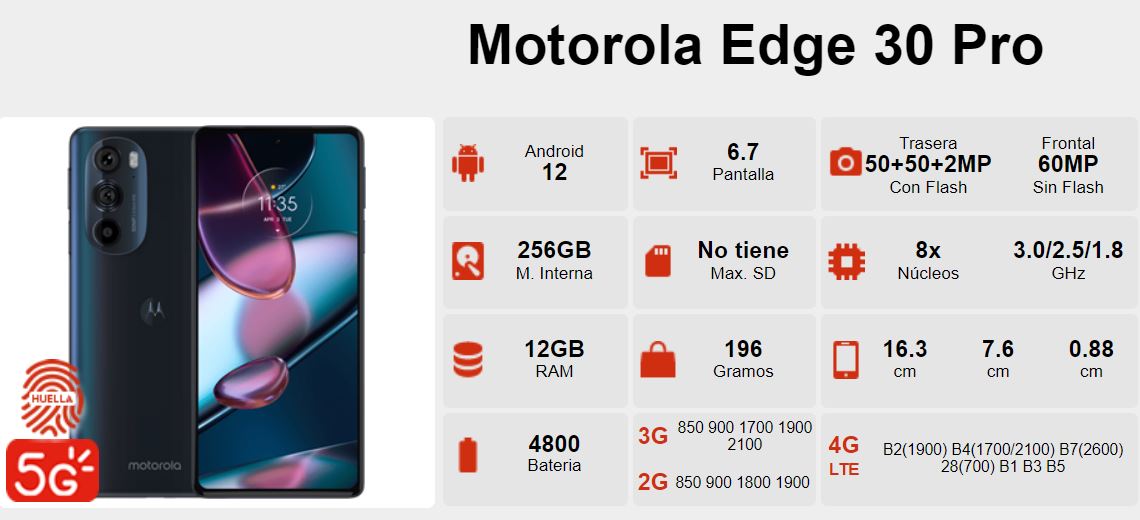 Motorola Edge 30 Pro
11:35
HUELLA
5G
motorola
Android
12
6.7
Pantalla
Trasera
50+50+2MP
Con Flash
Frontal
60MP
Sin Flash
256GB
M. Interna
No tiene
Max. SD
8x
Núcleos
3.0/2.5/1.8
GHz
12GB
RAM
196
Gramos
16.3
cm
7.6
cm
0.88
cm
4800
Bateria
3G 850 900 1700 1900
2100
2G 850 900 1800 1900
4G
LTE
B2(1900) B4(1700/2100) B7(2600)
28(700) B1 B3 B5